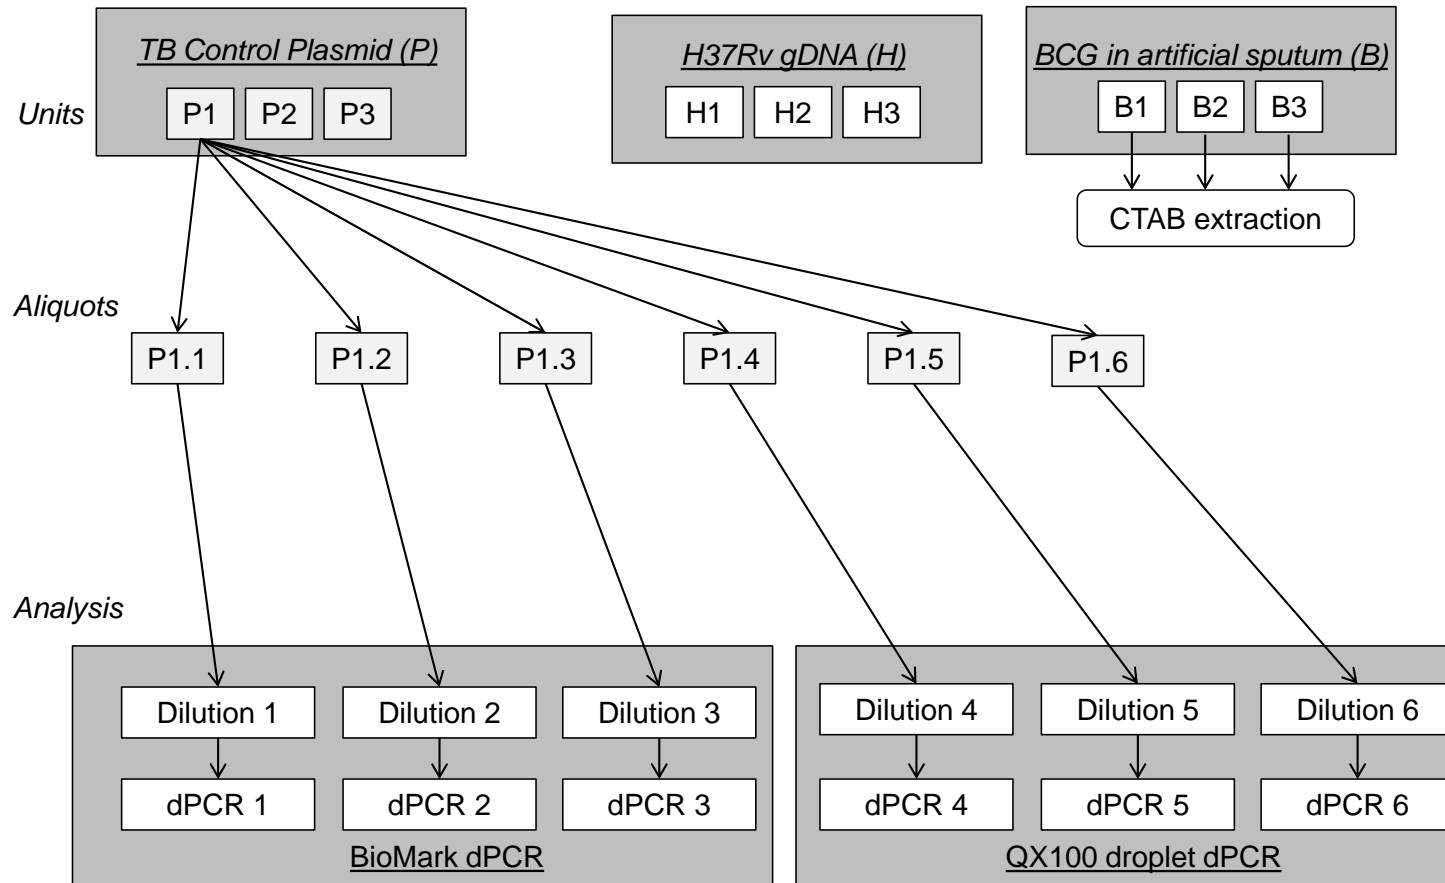 TB Control Plasmid (P)
H37Rv gDNA (H)
BCG in artificial sputum (B)
Units
P1 P2 P3
H1 H2 H3
B1 B2 B3
CTAB extraction
Aliquots
P1.1 P1.2 P1.3 P1.4 P1.5 P1.6
Analysis
Dilution 1 Dilution 2 Dilution 3 Dilution 4 Dilution 5 Dilution 6
dPCR 1 dPCR 2 dPCR 3 dPCR 4 dPCR 5 dPCR 6
BioMark dPCR
QX100 droplet dPCR